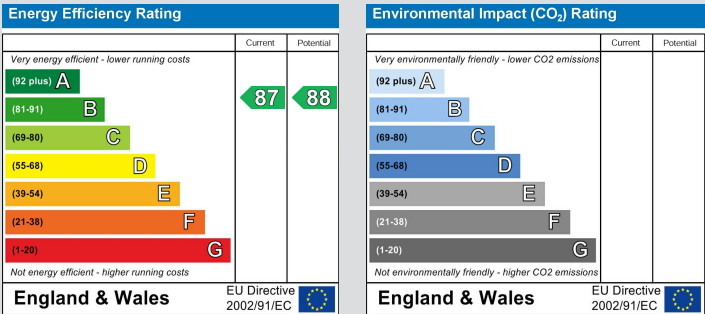 Energy Efficiency Rating
Current Potential
Very energy efficient - lower running costs
(92 plus) A
(81-91) B
87 88
(69-80) C
(55-68) D
(39-54) E
(21-38) F
(1-20) G
Not energy efficient - higher running costs
England & Wales
EU Directive
2002/91/EC
Environmental Impact (CO₂) Rating
Current Potential
Very environmentally friendly - lower CO2 emissions
(92 plus) A
(81-91) B
(69-80) C
(55-68) D
(39-54) E
(21-38) F
(1-20) G
Not environmentally friendly - higher CO2 emissions
England & Wales
EU Directive
2002/91/EC